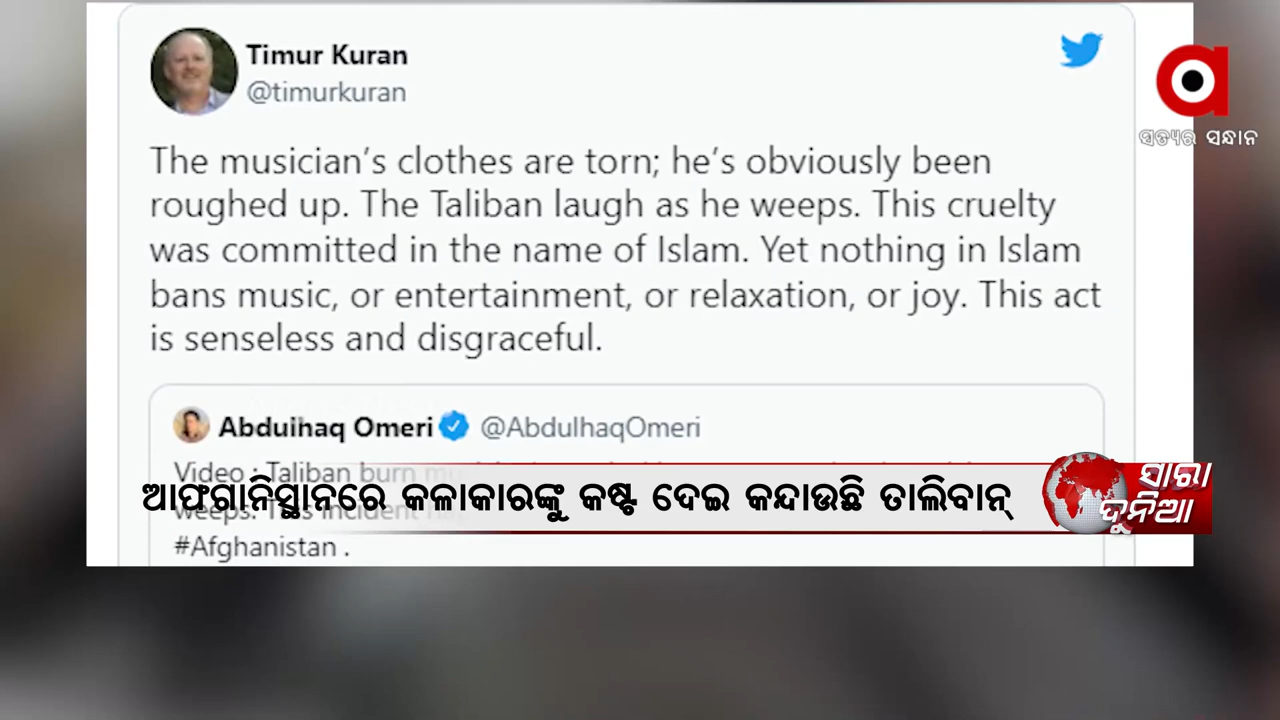 Timur Kuran
@timurkuran
ସତ୍ୟର ସନ୍ଧାନ
The musician's clothes are torn; he's obviously been
roughed up. The Taliban laugh as he weeps. This cruelty
was committed in the name of Islam. Yet nothing in Islam
bans music, or entertainment, or relaxation, or joy. This act
is senseless and disgraceful.
Abduihaq Omeri @AbdulhaqOmeri
Video : Taliban burn
weeps. This incident
#Afghanistan .
ଆଫଗାନିସ୍ଥାନରେ କଳାକାରଙ୍କୁ କଷ୍ଟ ଦେଇ କନ୍ଦାଉଛି ତାଲିବାନ୍
ସାରା
ଦୁନିଆ